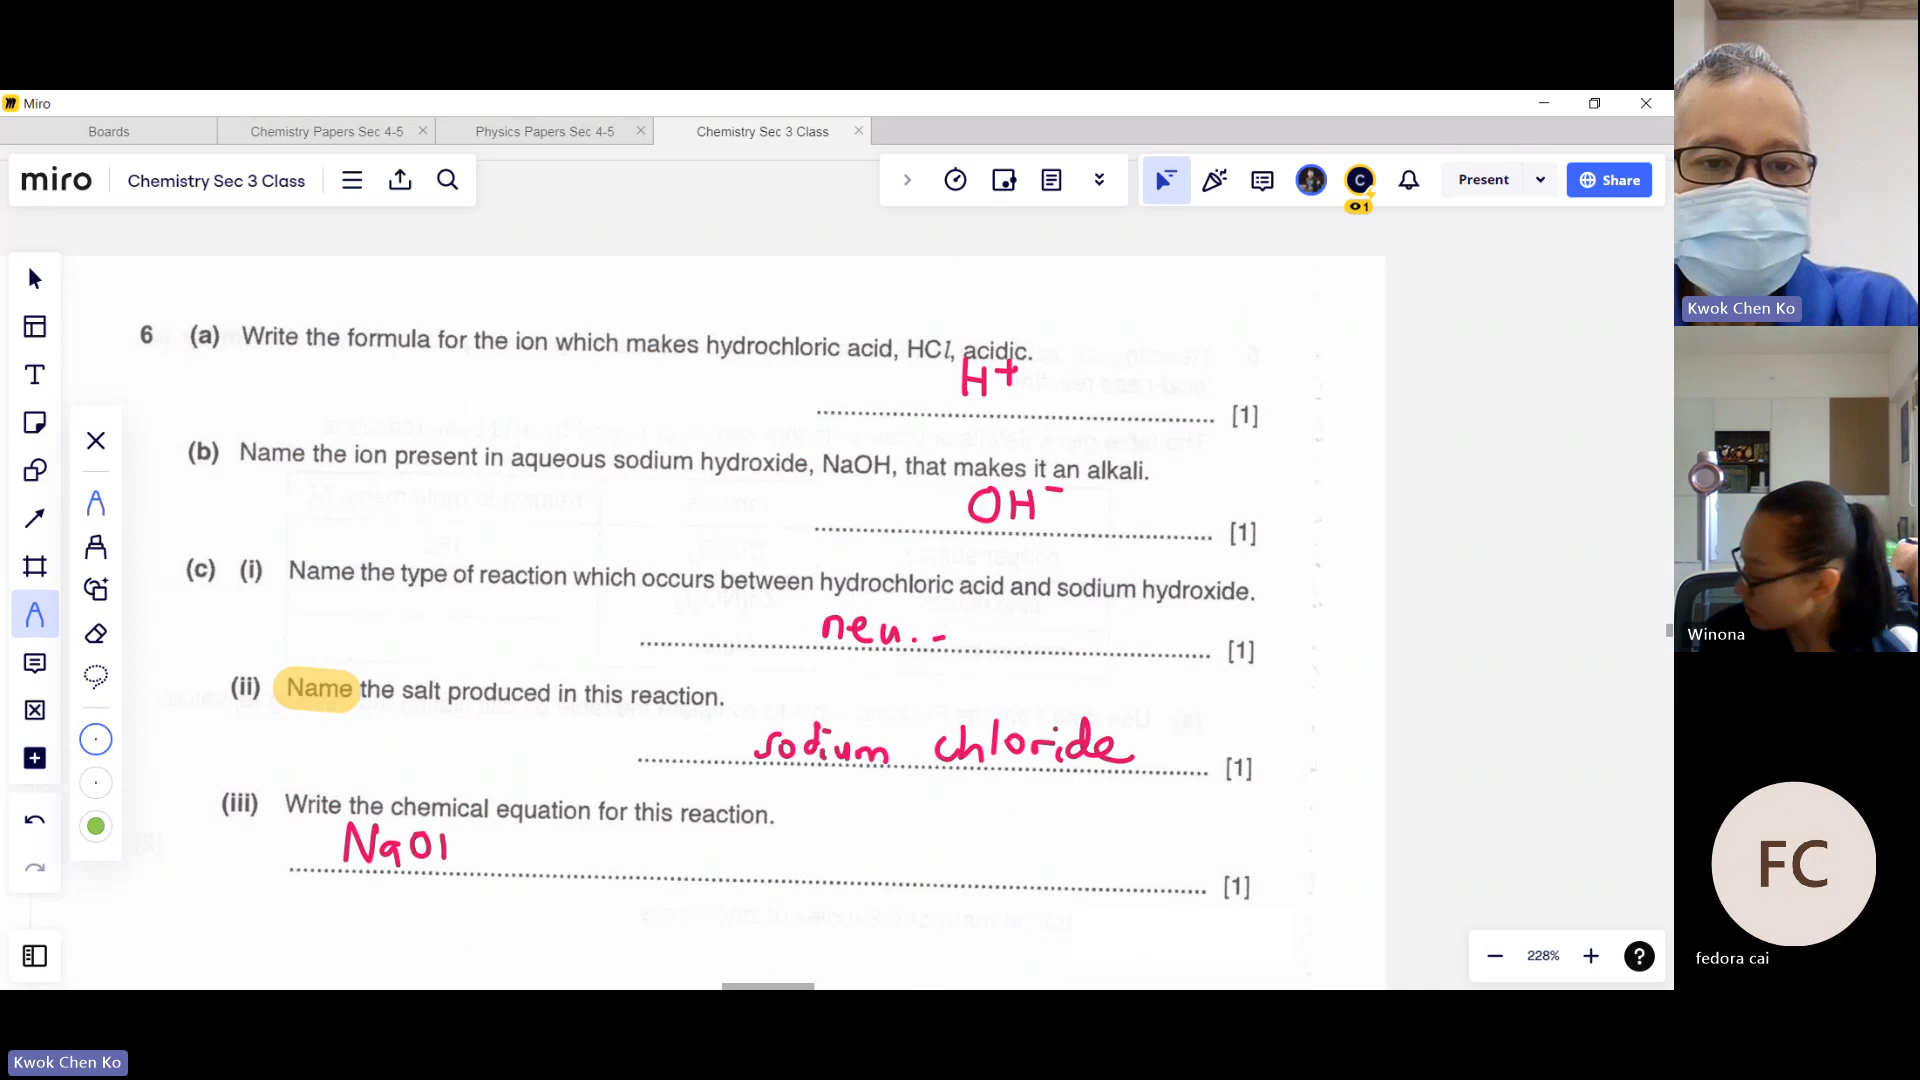 Miro
Boards
Chemistry Papers Sec 4-5
Physics Papers Sec 4-5
Chemistry Sec 3 Class
miro
Chemistry Sec 3 Class
Present
Share
C
1
6 (a) Write the formula for the ion which makes hydrochloric acid, HCl, acidic.
H+
[1]
(b) Name the ion present in aqueous sodium hydroxide, NaOH, that makes it an alkali.
OH-
[1]
(c) (i) Name the type of reaction which occurs between hydrochloric acid and sodium hydroxide.
neu..-
[1]
(ii) Name the salt produced in this reaction.
sodium chloride
[1]
(iii) Write the chemical equation for this reaction.
NaOl
[1]
228%
Kwok Chen Ko
Winona
FC
fedora cai
Kwok Chen Ko